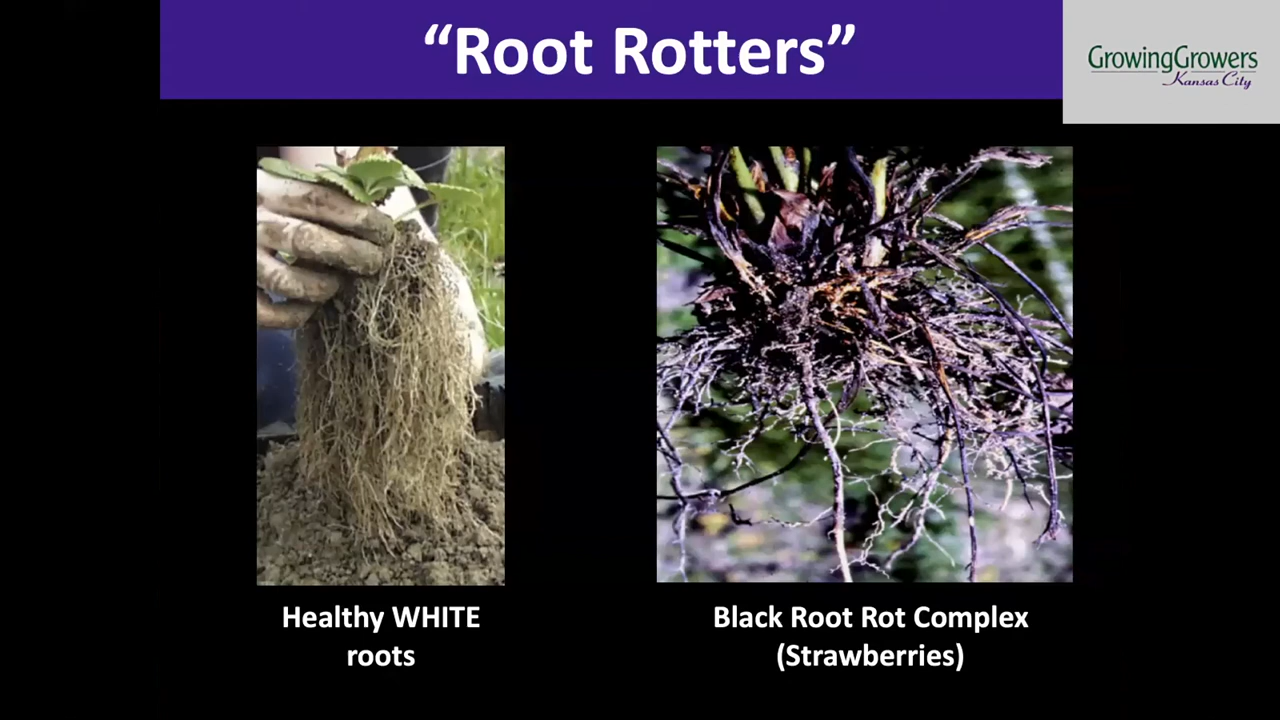 “Root Rotters”
GrowingGrowers
Kansas City
Healthy WHITE
roots
Black Root Rot Complex
(Strawberries)